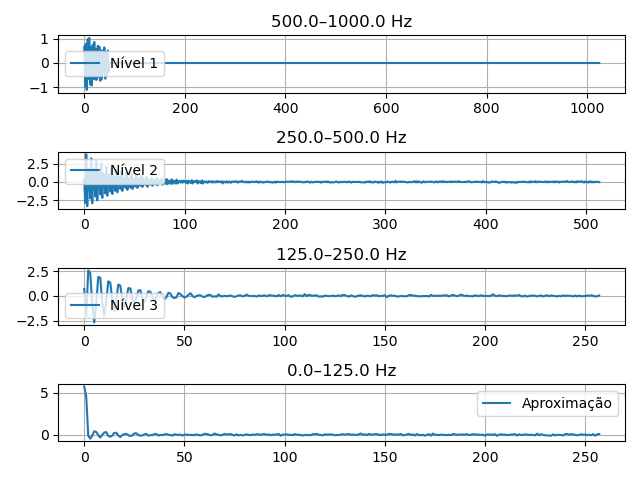 500.0–1000.0 Hz
1
0
−1
Nível 1
0 200 400 600 800 1000
250.0–500.0 Hz
2.5
0.0
−2.5
Nível 2
0 100 200 300 400 500
125.0–250.0 Hz
2.5
0.0
−2.5
Nível 3
0 50 100 150 200 250
0.0–125.0 Hz
5
0
Aproximação
0 50 100 150 200 250